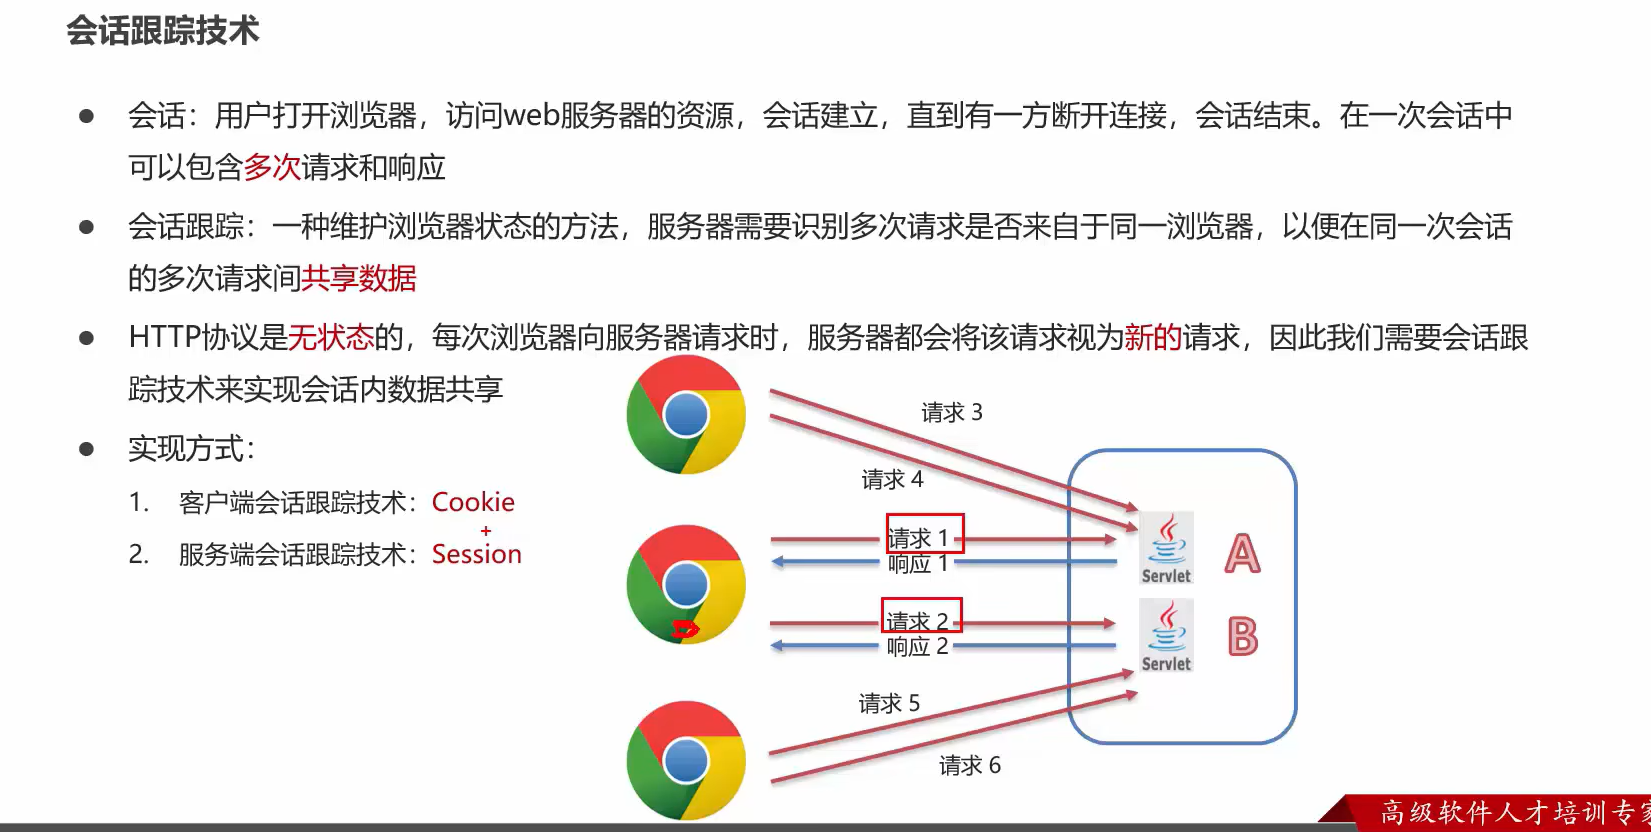 会话跟踪技术
● 会话：用户打开浏览器，访问web服务器的资源，会话建立，直到有一方断开连接，会话结束。在一次会话中
可以包含多次请求和响应
● 会话跟踪：一种维护浏览器状态的方法，服务器需要识别多次请求是否来自于同一浏览器，以便在同一次会话
的多次请求间共享数据
● HTTP协议是无状态的，每次浏览器向服务器请求时，服务器都会将该请求视为新的请求，因此我们需要会话跟
踪技术来实现会话内数据共享
● 实现方式：
1. 客户端会话跟踪技术：Cookie
+
2. 服务端会话跟踪技术：Session
请求 3
请求 4
请求 1
响应 1
请求 2
响应 2
请求 5
请求 6
Servlet
A
Servlet
B
高级软件人才培训专家